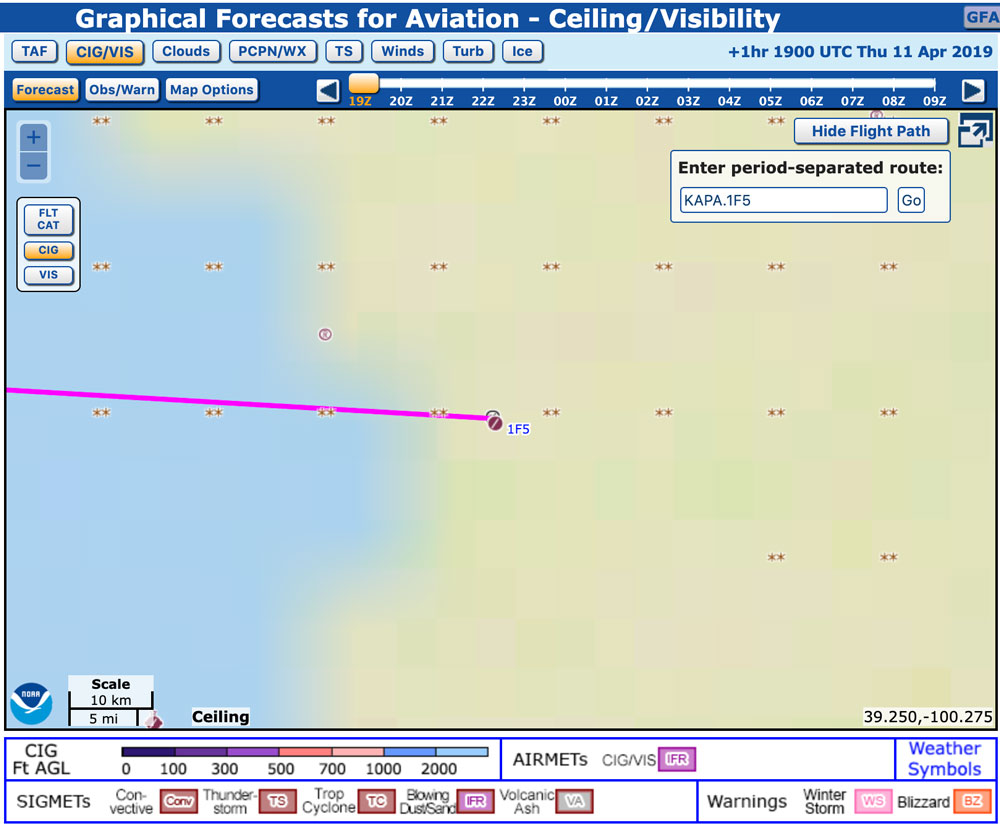 Graphical Forecasts for Aviation - Ceiling/Visibility
GFA
TAF CIG/VIS Clouds PCPN/WX TS Winds Turb Ice +1hr 1900 UTC Thu 11 Apr 2019
Forecast Obs/Warn Map Options
19Z 20Z 21Z 22Z 23Z 00Z 01Z 02Z 03Z 04Z 05Z 06Z 07Z 08Z 09Z
+
−
Hide Flight Path
Enter period-separated route:
KAPA.1F5 Go
FLT
CAT
CIG
VIS
1F5
NOAA
Scale
10 km
5 mi
Ceiling
39.250,-100.275
CIG
Ft AGL
0 100 300 500 700 1000 2000
AIRMETs CIG/VIS IFR
Weather
Symbols
SIGMETs
Con-
vective
Conv
Thunder-
storm
TS
Trop
Cyclone
TC
Blowing
Dust/Sand
IFR
Volcanic
Ash
VA
Warnings
Winter
Storm
WS
Blizzard
BZ